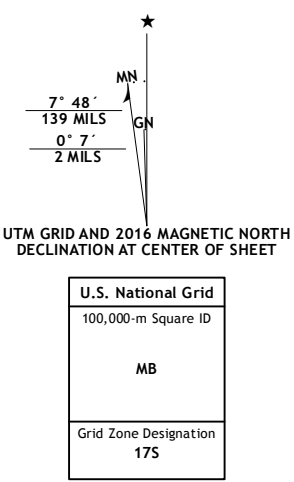 MN
7° 48´
139 MILS
GN
0° 7´
2 MILS
UTM GRID AND 2016 MAGNETIC NORTH
DECLINATION AT CENTER OF SHEET
U.S. National Grid
100,000-m Square ID
MB
Grid Zone Designation
17S